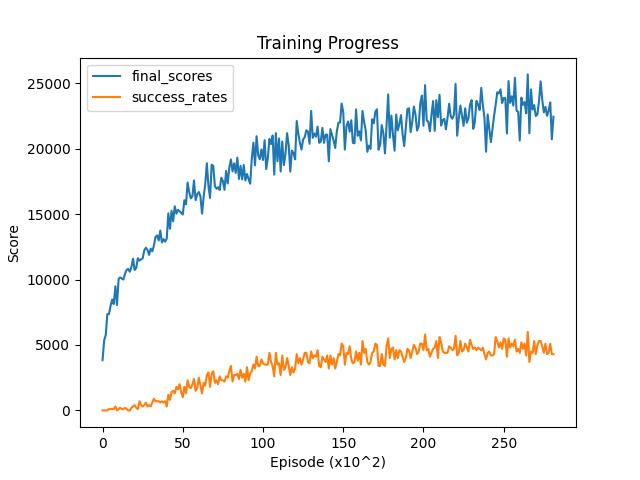 Training Progress
final_scores
success_rates
25000
20000
15000
10000
5000
0
Score
0 50 100 150 200 250
Episode (x10^2)